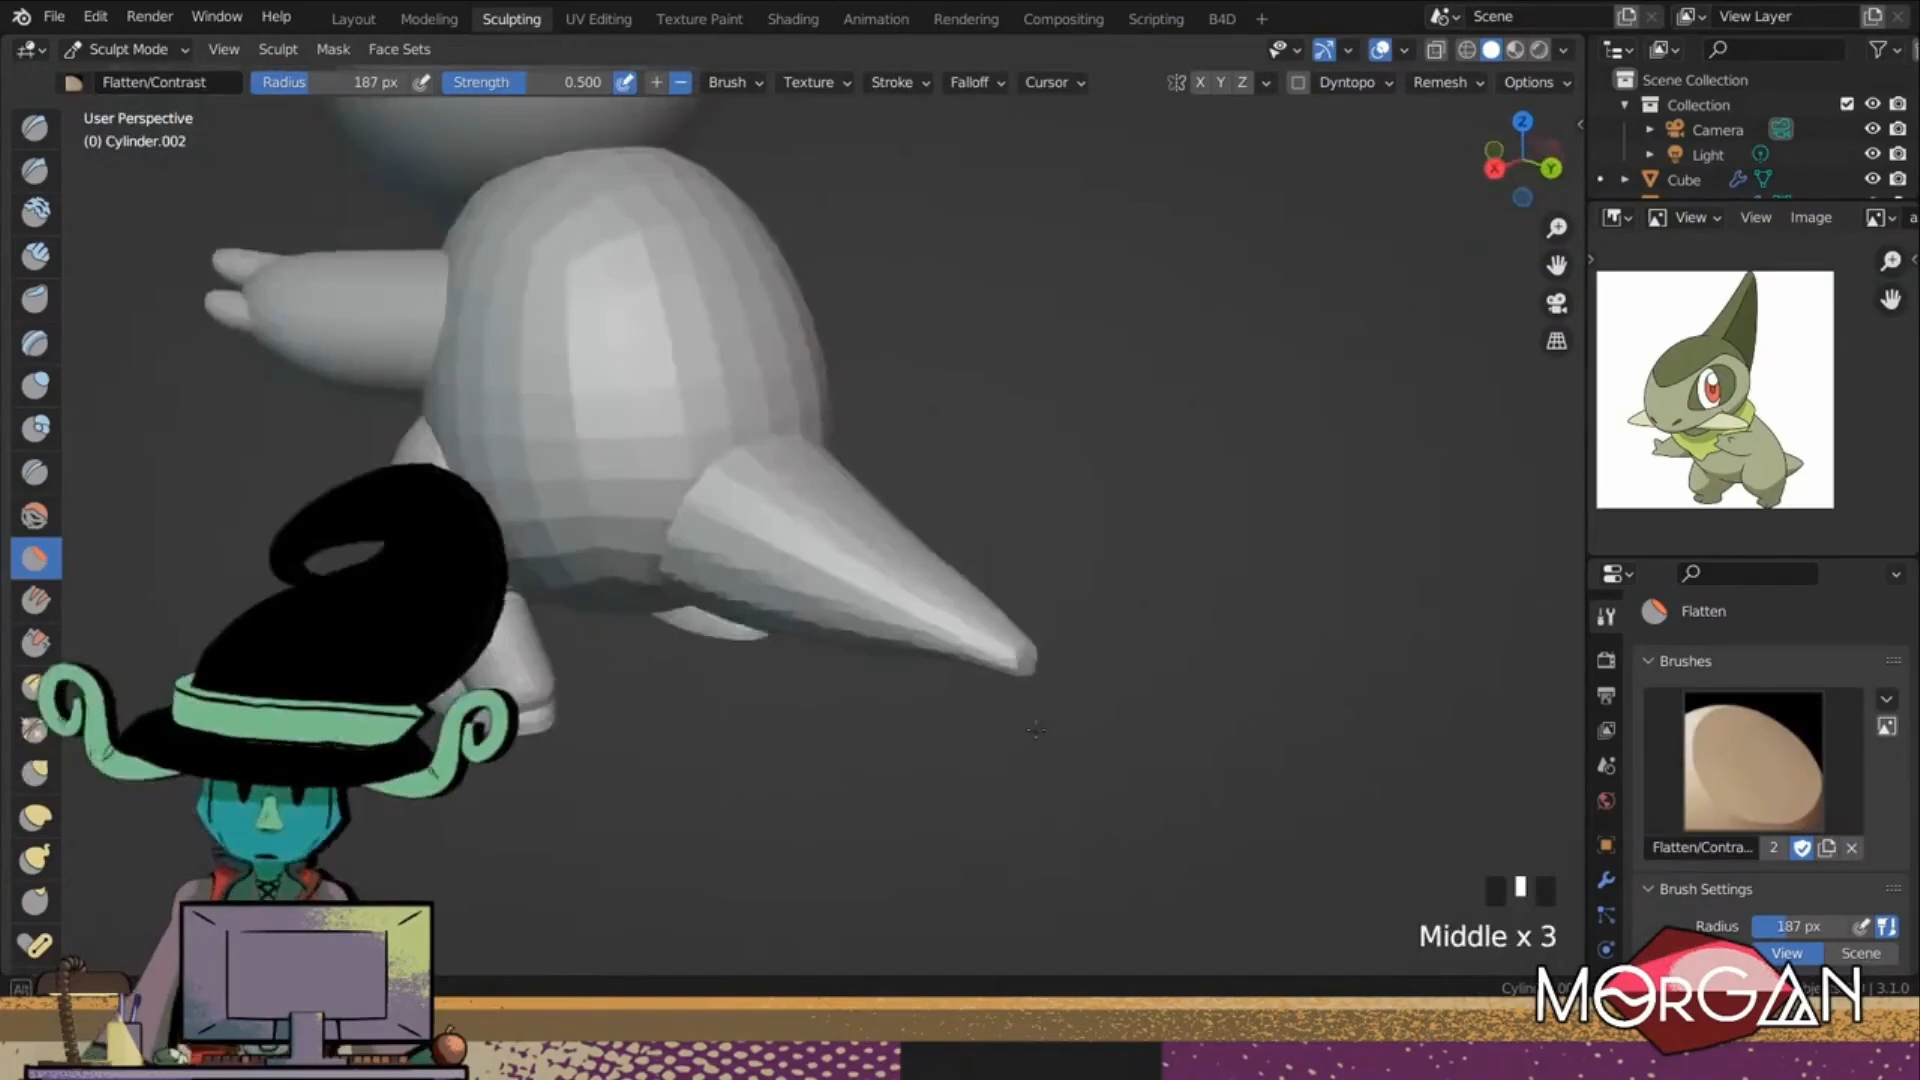 File Edit Render Window Help
Layout Modeling Sculpting UV Editing Texture Paint Shading Animation Rendering Compositing Scripting B4D +
Scene
View Layer
Sculpt Mode View Sculpt Mask Face Sets
Flatten/Contrast Radius 187 px Strength 0.500 + − Brush Texture Stroke Falloff Cursor
X Y Z Dyntopo Remesh Options
User Perspective
(0) Cylinder.002
Z
X Y
Scene Collection
Collection
Camera
Light
Cube
View View Image
Flatten
Brushes
Flatten/Contra... 2
Brush Settings
Radius 187 px
View Scene
Middle x 3
3.1.0
MORGAN